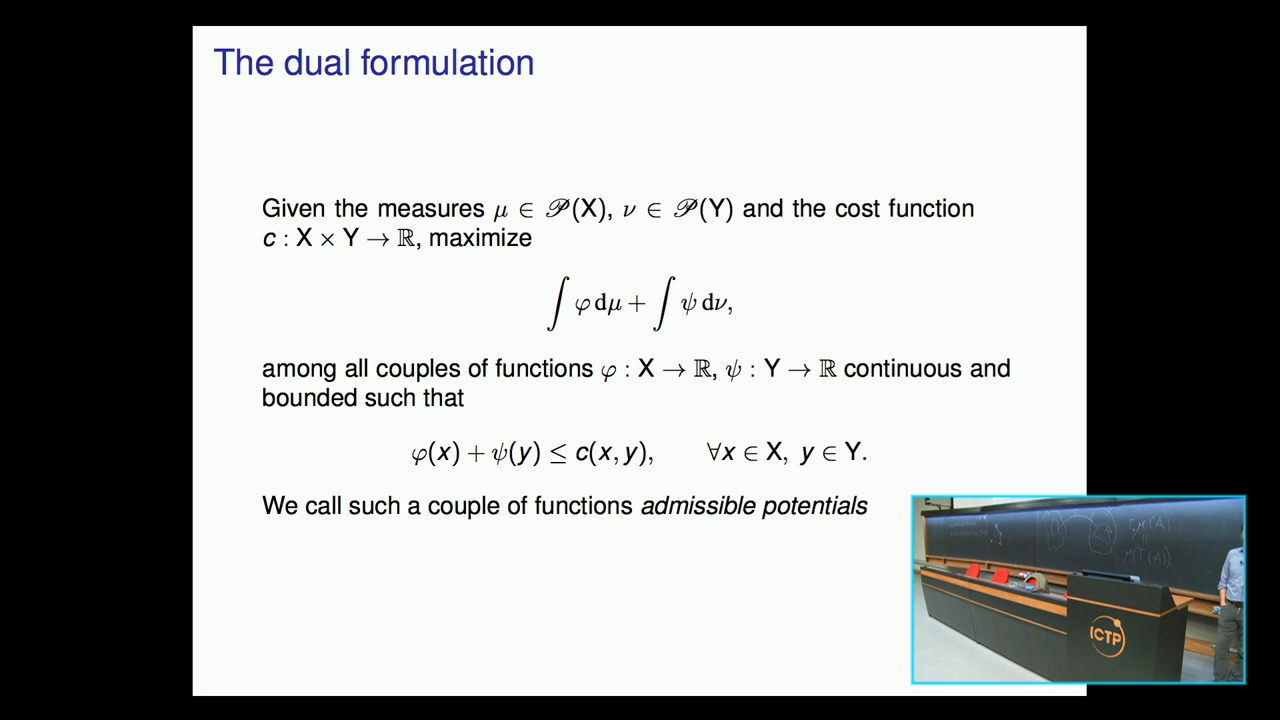 The dual formulation
Given the measures μ ∈ 𝒫(X), ν ∈ 𝒫(Y) and the cost function
c : X × Y → ℝ, maximize
∫ φ dμ + ∫ ψ dν,
among all couples of functions φ : X → ℝ, ψ : Y → ℝ continuous and
bounded such that
φ(x) + ψ(y) ≤ c(x, y), ∀x ∈ X, y ∈ Y.
We call such a couple of functions admissible potentials
ICTP